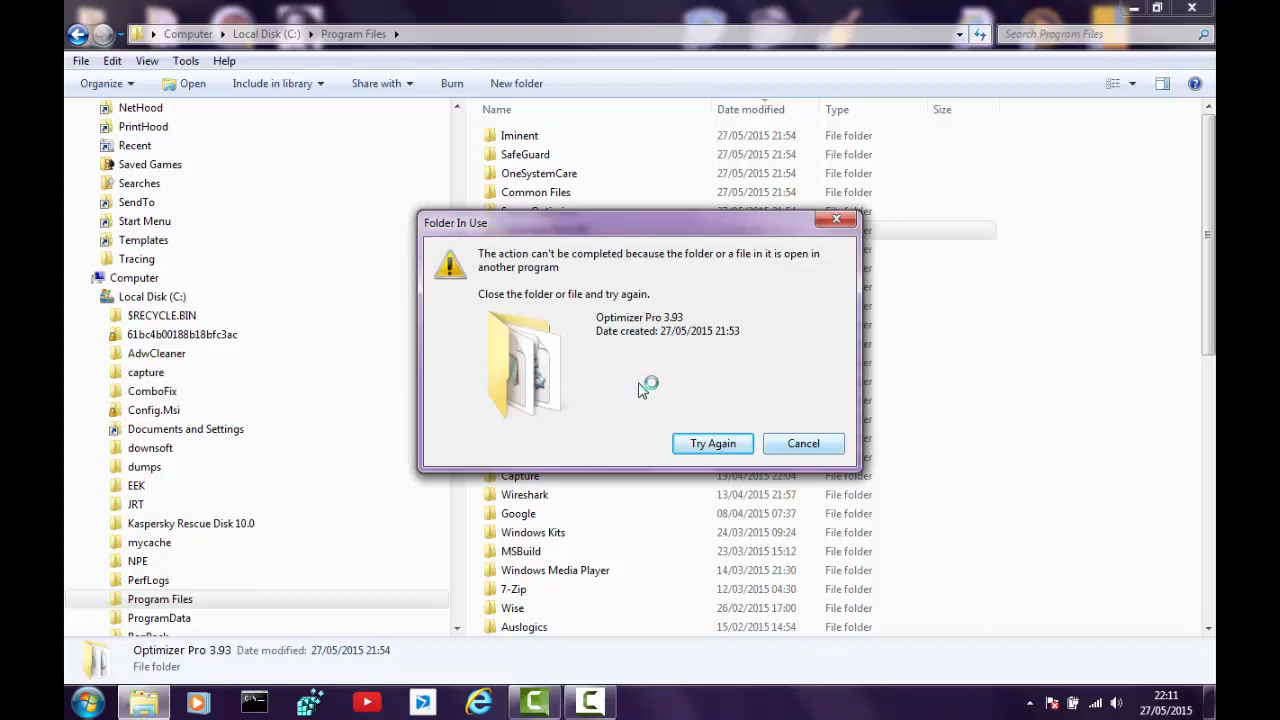 Computer Local Disk (C:) Program Files
Search Program Files
File Edit View Tools Help
Organize Open Include in library Share with Burn New folder
Name Date modified Type Size
NetHood
PrintHood
Recent
Saved Games
Searches
SendTo
Start Menu
Templates
Tracing
Computer
Local Disk (C:)
$RECYCLE.BIN
61bc4b00188b18bfc3ac
AdwCleaner
capture
ComboFix
Config.Msi
Documents and Settings
downsoft
dumps
EEK
JRT
Kaspersky Rescue Disk 10.0
mycache
NPE
PerfLogs
Program Files
ProgramData
Iminent 27/05/2015 21:54 File folder
SafeGuard 27/05/2015 21:54 File folder
OneSystemCare 27/05/2015 21:54 File folder
Common Files 27/05/2015 21:54 File folder
Folder In Use
The action can't be completed because the folder or a file in it is open in
another program
Close the folder or file and try again.
Optimizer Pro 3.93
Date created: 27/05/2015 21:53
Try Again Cancel
Capture 13/04/2015 22:04 File folder
Wireshark 13/04/2015 21:57 File folder
Google 08/04/2015 07:37 File folder
Windows Kits 24/03/2015 09:24 File folder
MSBuild 23/03/2015 15:12 File folder
Windows Media Player 14/03/2015 21:30 File folder
7-Zip 12/03/2015 04:30 File folder
Wise 26/02/2015 17:00 File folder
Auslogics 15/02/2015 14:54 File folder
Optimizer Pro 3.93 Date modified: 27/05/2015 21:54
File folder
22:11
27/05/2015